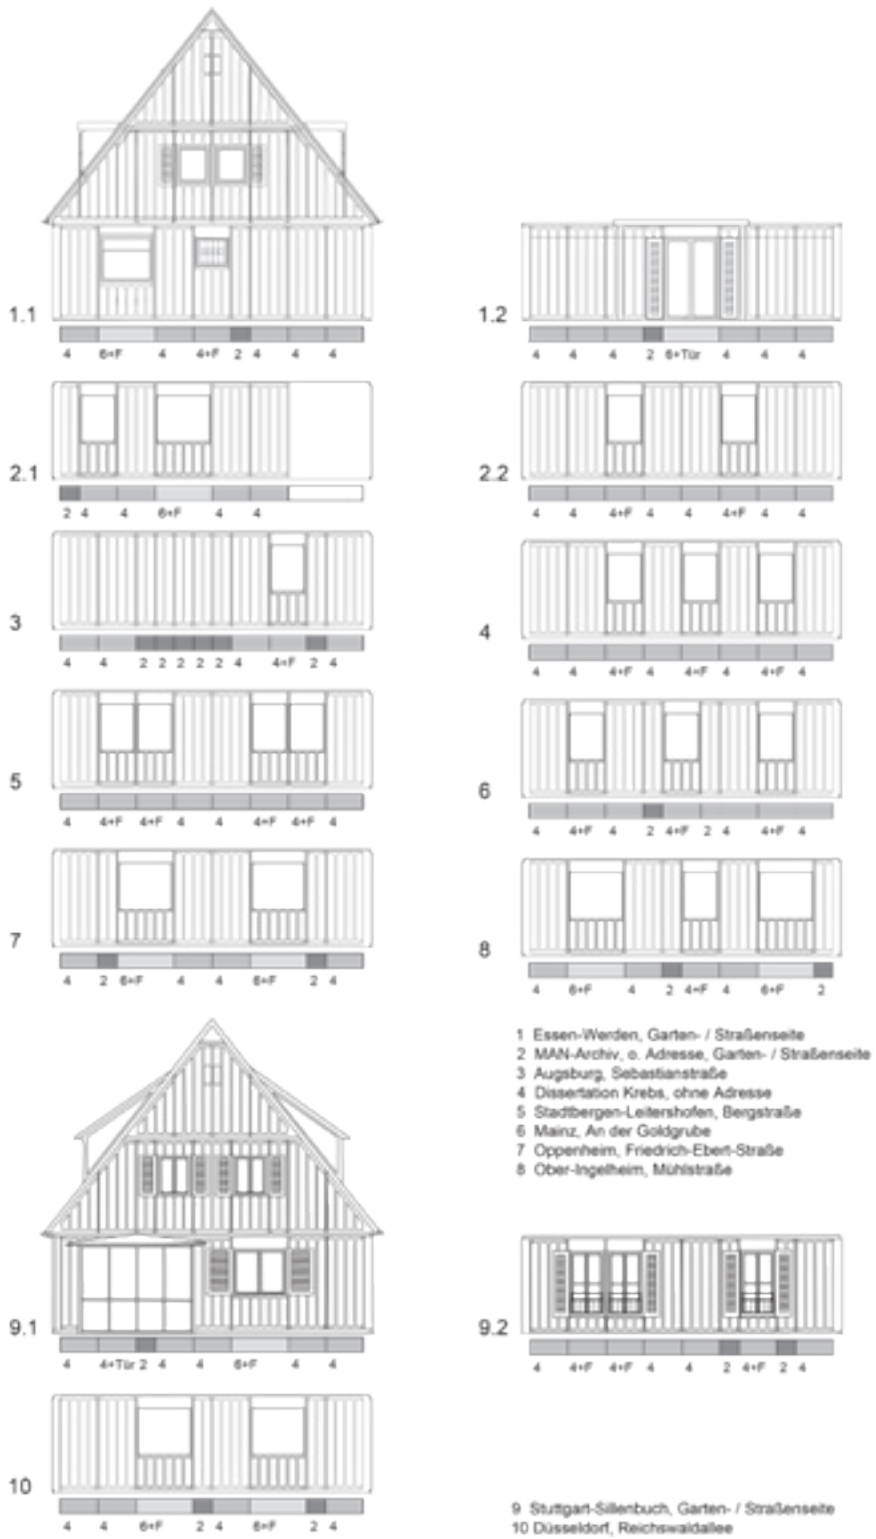 1.1
4 6+F 4 4+F 2 4 4 4
1.2
4 4 4 2 6+Tür 4 4 4
2.1
2 4 4 6+F 4 4
2.2
4 4 4+F 4 4 4+F 4 4
3
4 4 2 2 2 2 2 4 4+F 2 4
4
4 4 4+F 4 4+F 4 4+F 4
5
4 4+F 4+F 4 4 4+F 4+F 4
6
4 4+F 4 2 4+F 2 4 4+F 4
7
4 2 6+F 4 4 6+F 2 4
8
4 6+F 4 2 4+F 4 6+F 2
1 Essen-Werden, Garten- / Straßenseite
2 MAN-Archiv, o. Adresse, Garten- / Straßenseite
3 Augsburg, Sebastianstraße
4 Dissertation Krebs, ohne Adresse
5 Stadtbergen-Leitershofen, Bergstraße
6 Mainz, An der Goldgrube
7 Oppenheim, Friedrich-Ebert-Straße
8 Ober-Ingelheim, Mühlstraße
9.1
4 4+Tür 2 4 4 6+F 4 4
9.2
4 4+F 4+F 4 4 2 4+F 2 4
10
4 4 6+F 2 4 6+F 2 4
9 Stuttgart-Sillenbuch, Garten- / Straßenseite
10 Düsseldorf, Reichswaldallee